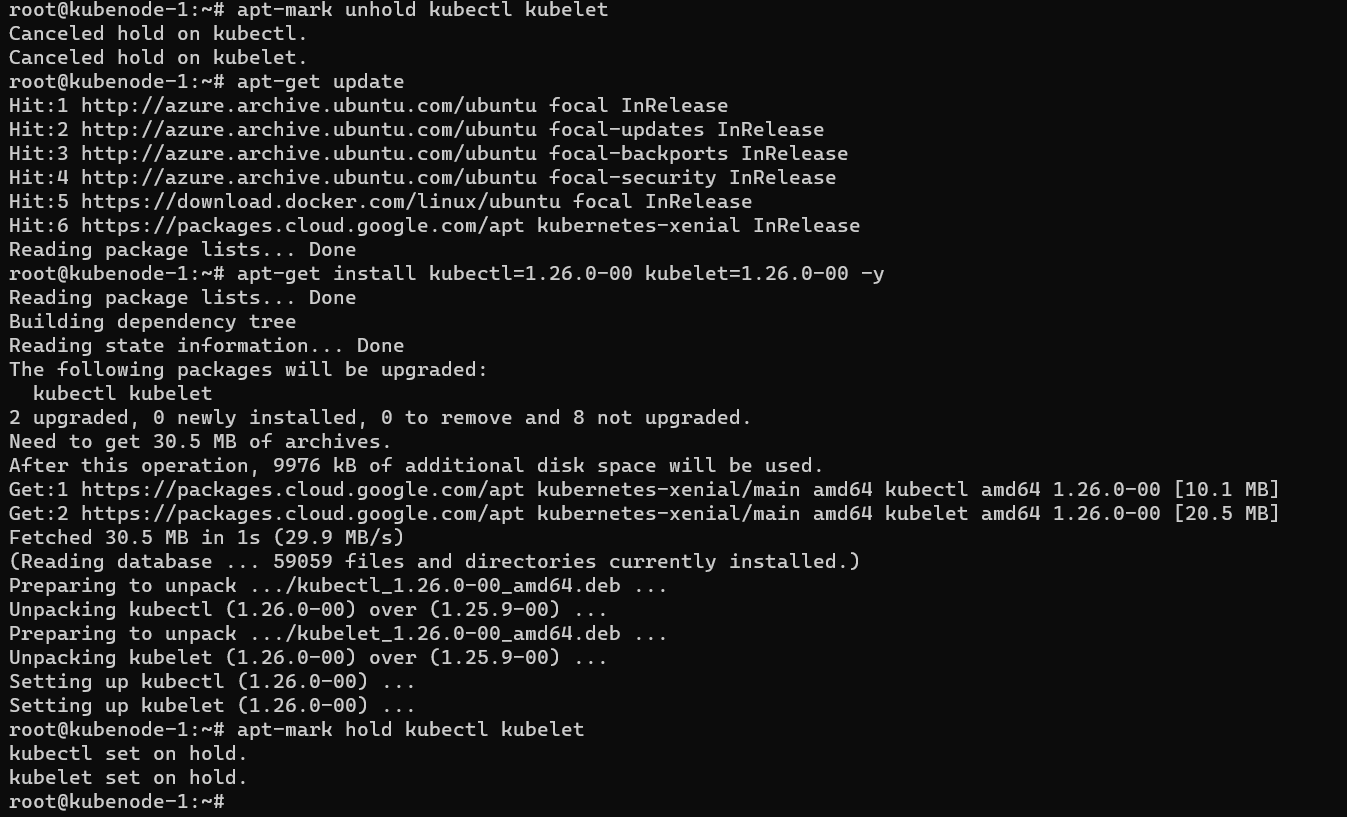 root@kubenode-1:~# apt-mark unhold kubectl kubelet
Canceled hold on kubectl.
Canceled hold on kubelet.
root@kubenode-1:~# apt-get update
Hit:1 http://azure.archive.ubuntu.com/ubuntu focal InRelease
Hit:2 http://azure.archive.ubuntu.com/ubuntu focal-updates InRelease
Hit:3 http://azure.archive.ubuntu.com/ubuntu focal-backports InRelease
Hit:4 http://azure.archive.ubuntu.com/ubuntu focal-security InRelease
Hit:5 https://download.docker.com/linux/ubuntu focal InRelease
Hit:6 https://packages.cloud.google.com/apt kubernetes-xenial InRelease
Reading package lists... Done
root@kubenode-1:~# apt-get install kubectl=1.26.0-00 kubelet=1.26.0-00 -y
Reading package lists... Done
Building dependency tree
Reading state information... Done
The following packages will be upgraded:
  kubectl kubelet
2 upgraded, 0 newly installed, 0 to remove and 8 not upgraded.
Need to get 30.5 MB of archives.
After this operation, 9976 kB of additional disk space will be used.
Get:1 https://packages.cloud.google.com/apt kubernetes-xenial/main amd64 kubectl amd64 1.26.0-00 [10.1 MB]
Get:2 https://packages.cloud.google.com/apt kubernetes-xenial/main amd64 kubelet amd64 1.26.0-00 [20.5 MB]
Fetched 30.5 MB in 1s (29.9 MB/s)
(Reading database ... 59059 files and directories currently installed.)
Preparing to unpack .../kubectl_1.26.0-00_amd64.deb ...
Unpacking kubectl (1.26.0-00) over (1.25.9-00) ...
Preparing to unpack .../kubelet_1.26.0-00_amd64.deb ...
Unpacking kubelet (1.26.0-00) over (1.25.9-00) ...
Setting up kubectl (1.26.0-00) ...
Setting up kubelet (1.26.0-00) ...
root@kubenode-1:~# apt-mark hold kubectl kubelet
kubectl set on hold.
kubelet set on hold.
root@kubenode-1:~#